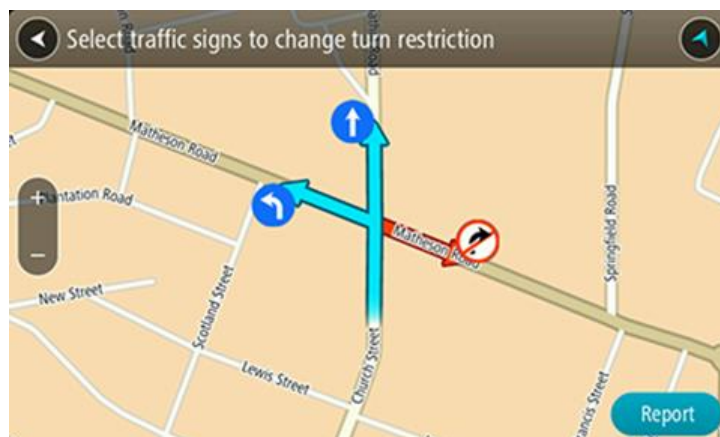 Select traffic signs to change turn restriction
Matheson Road
Plantation Road
New Street
Scotland Street
Lewis Street
Church Street
Matheson Road
Springfield Road
Report